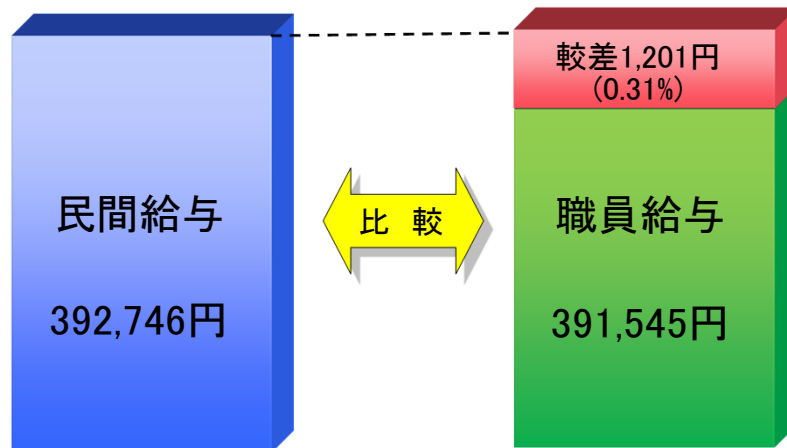 較差1,201円
(0.31%)
民間給与
比 較
職員給与
392,746円
391,545円